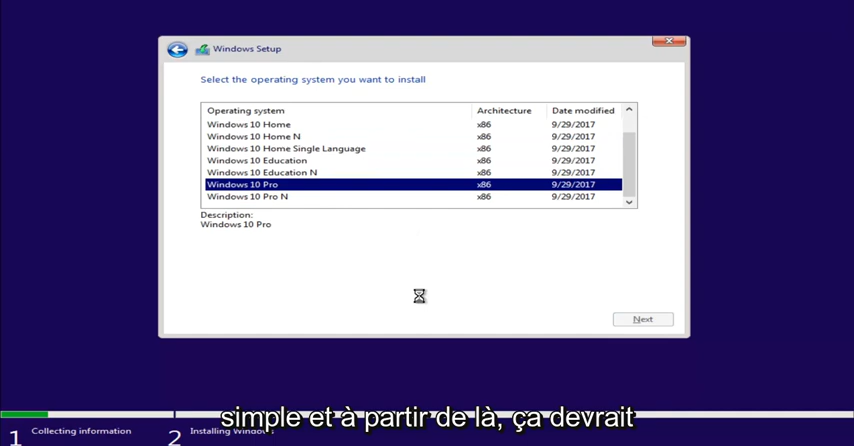 Windows Setup
Select the operating system you want to install
Operating system Architecture Date modified
Windows 10 Home x86 9/29/2017
Windows 10 Home N x86 9/29/2017
Windows 10 Home Single Language x86 9/29/2017
Windows 10 Education x86 9/29/2017
Windows 10 Education N x86 9/29/2017
Windows 10 Pro x86 9/29/2017
Windows 10 Pro N x86 9/29/2017
Description:
Windows 10 Pro
Next
simple et à partir de là, ça devrait
1 Collecting information 2 Installing Windows